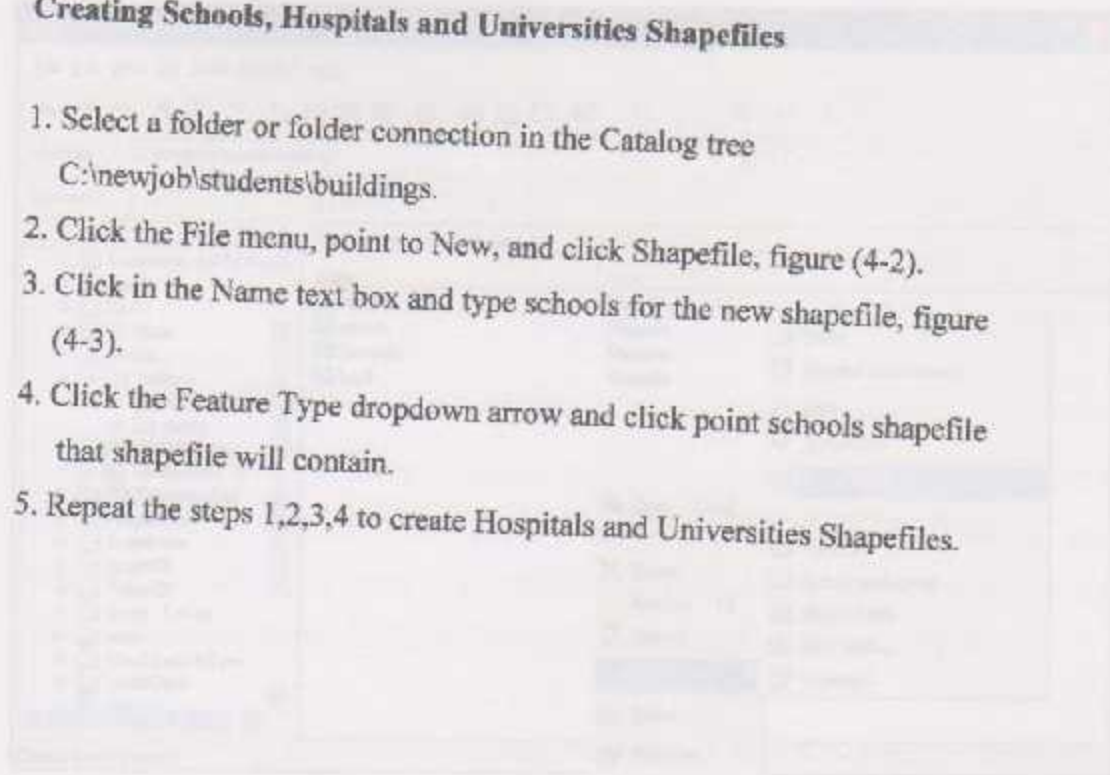 Creating Schools, Hospitals and Universities Shapefiles
1. Select a folder or folder connection in the Catalog tree
C:\newjob\students\buildings.
2. Click the File menu, point to New, and click Shapefile, figure (4-2).
3. Click in the Name text box and type schools for the new shapefile, figure
(4-3).
4. Click the Feature Type dropdown arrow and click point schools shapefile
that shapefile will contain.
5. Repeat the steps 1,2,3,4 to create Hospitals and Universities Shapefiles.